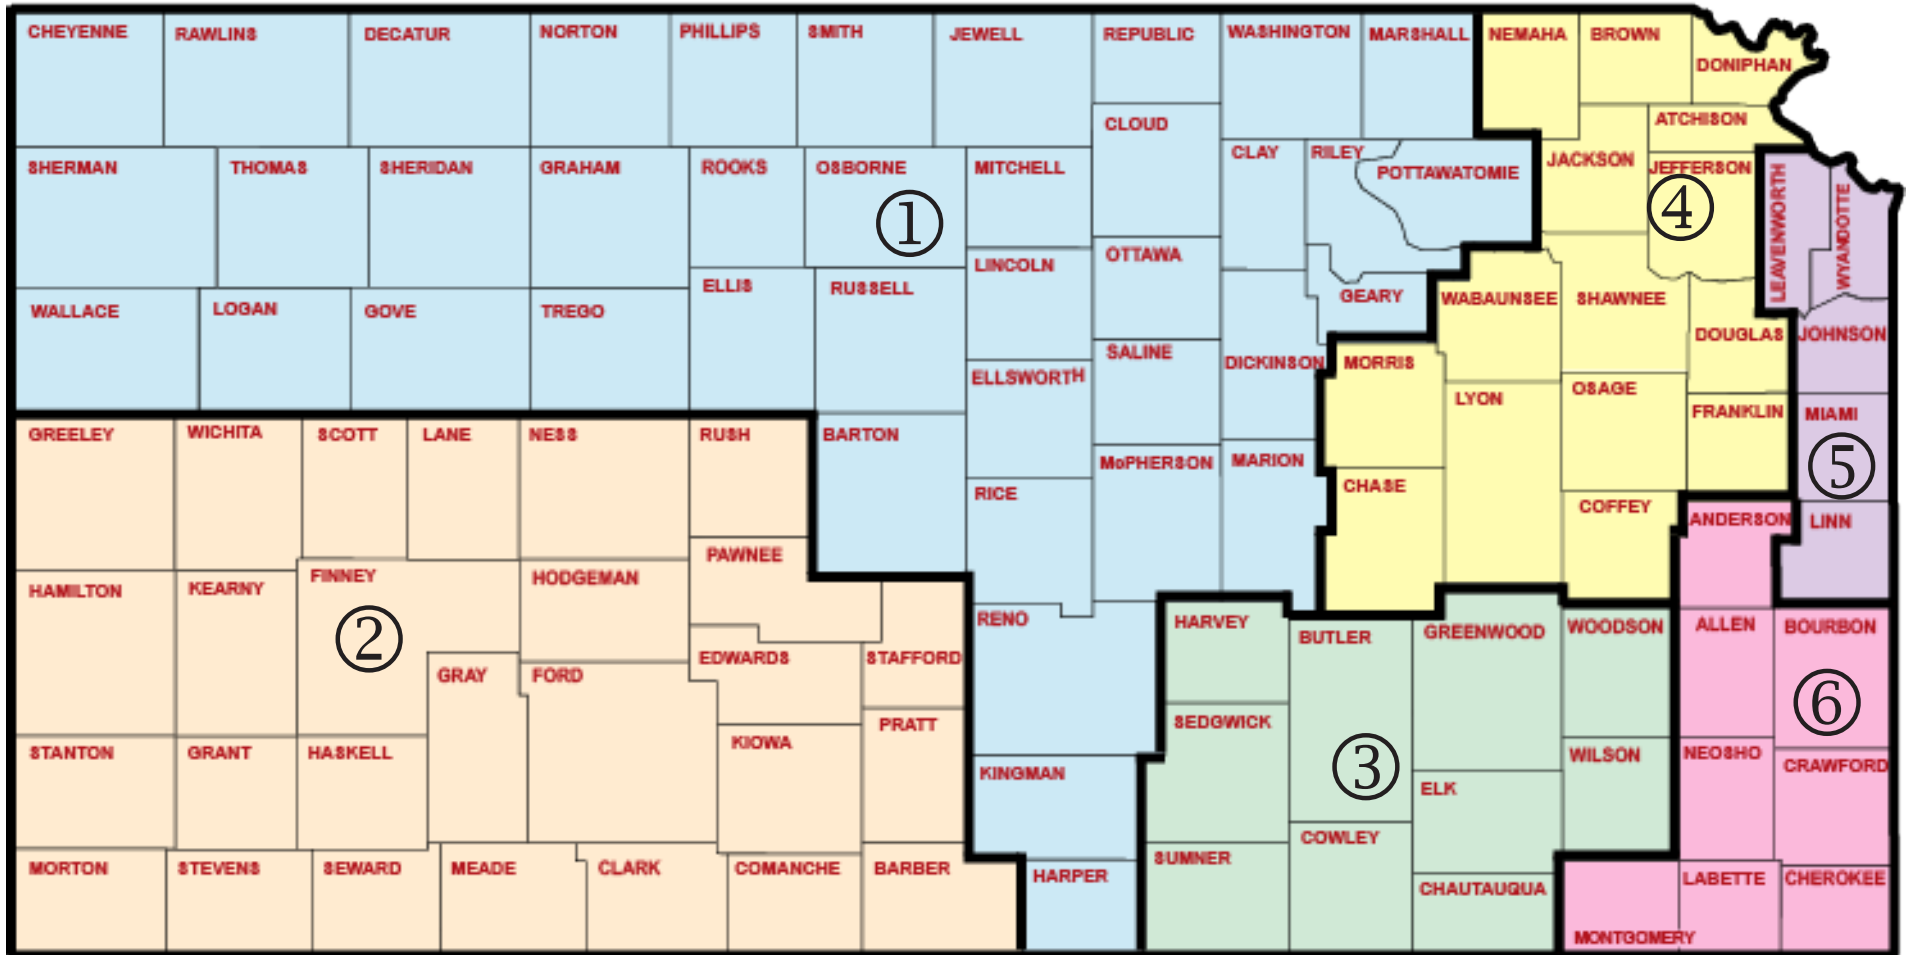 CHEYENNE RAWLINS DECATUR NORTON PHILLIPS SMITH JEWELL REPUBLIC WASHINGTON MARSHALL NEMAHA BROWN
DONIPHAN
CLOUD ATCHISON
SHERMAN THOMAS SHERIDAN GRAHAM ROOKS OSBORNE MITCHELL CLAY RILEY POTTAWATOMIE JACKSON JEFFERSON
① ④ LEAVENWORTH WYANDOTTE
LINCOLN OTTAWA
WALLACE LOGAN GOVE TREGO ELLIS RUSSELL GEARY WABAUNSEE SHAWNEE
DOUGLAS JOHNSON
ELLSWORTH SALINE DICKINSON MORRIS
LYON OSAGE FRANKLIN MIAMI
GREELEY WICHITA SCOTT LANE NESS RUSH BARTON
McPHERSON MARION ⑤
RICE CHASE
COFFEY ANDERSON LINN
PAWNEE
HAMILTON KEARNY FINNEY HODGEMAN
RENO HARVEY BUTLER GREENWOOD WOODSON ALLEN BOURBON
②
EDWARDS STAFFORD
GRAY FORD
PRATT SEDGWICK ⑥
STANTON GRANT HASKELL KIOWA WILSON NEOSHO
KINGMAN ③ ELK CRAWFORD
COWLEY
MORTON STEVENS SEWARD MEADE CLARK COMANCHE BARBER HARPER SUMNER
CHAUTAUQUA LABETTE CHEROKEE
MONTGOMERY